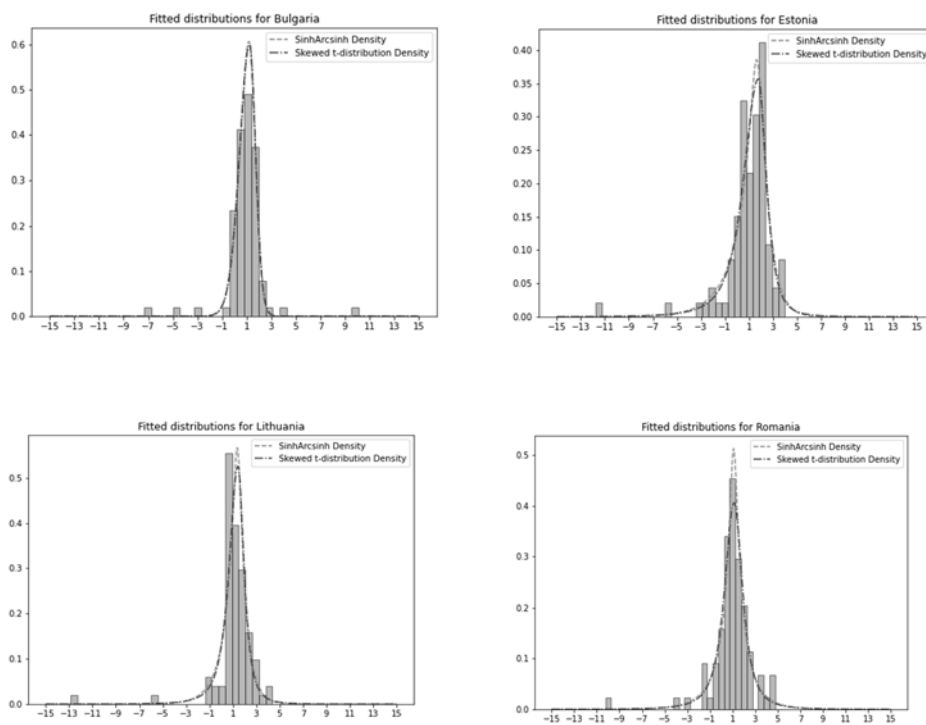 Fitted distributions for Bulgaria
SinhArcsinh Density
Skewed t-distribution Density
0.6
0.5
0.4
0.3
0.2
0.1
0.0
−15 −13 −11 −9 −7 −5 −3 −1 1 3 5 7 9 11 13 15
Fitted distributions for Estonia
SinhArcsinh Density
Skewed t-distribution Density
0.40
0.35
0.30
0.25
0.20
0.15
0.10
0.05
0.00
−15 −13 −11 −9 −7 −5 −3 −1 1 3 5 7 9 11 13 15
Fitted distributions for Lithuania
SinhArcsinh Density
Skewed t-distribution Density
0.5
0.4
0.3
0.2
0.1
0.0
−15 −13 −11 −9 −7 −5 −3 −1 1 3 5 7 9 11 13 15
Fitted distributions for Romania
SinhArcsinh Density
Skewed t-distribution Density
0.5
0.4
0.3
0.2
0.1
0.0
−15 −13 −11 −9 −7 −5 −3 −1 1 3 5 7 9 11 13 15